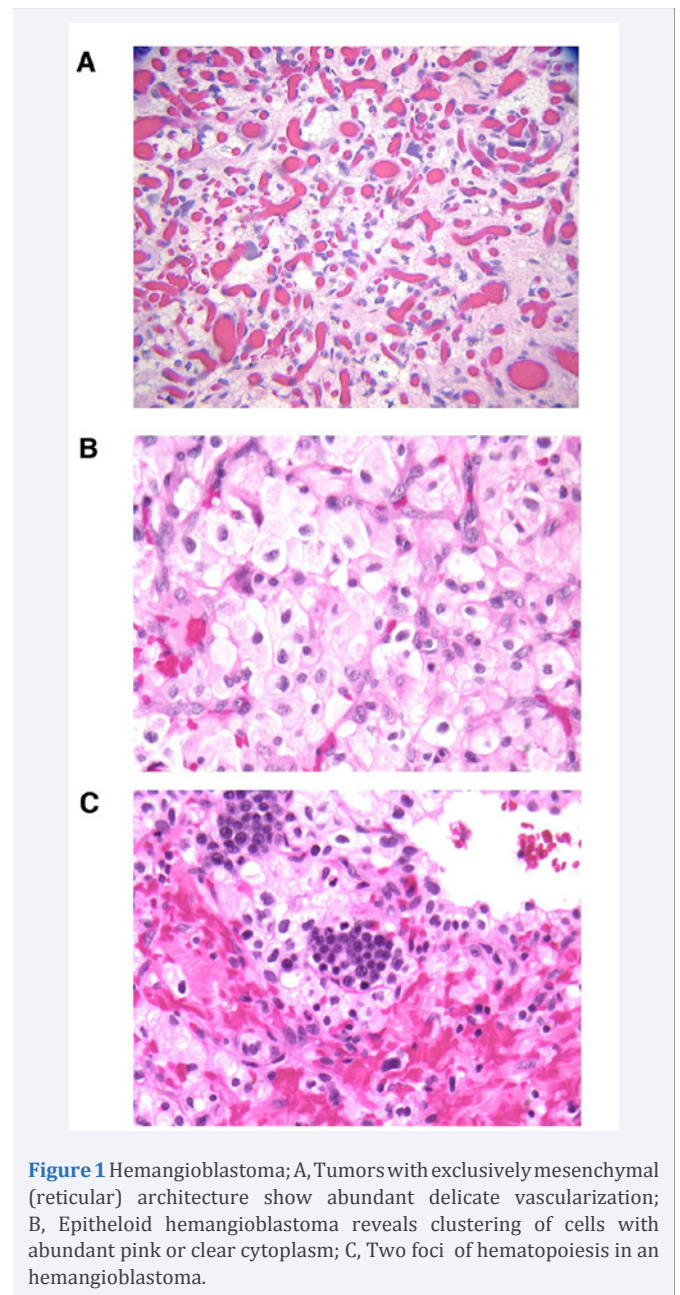 A
B
C
Figure 1 Hemangioblastoma; A, Tumors with exclusively mesenchymal
(reticular) architecture show abundant delicate vascularization;
B, Epitheloid hemangioblastoma reveals clustering of cells with
abundant pink or clear cytoplasm; C, Two foci of hematopoiesis in an
hemangioblastoma.